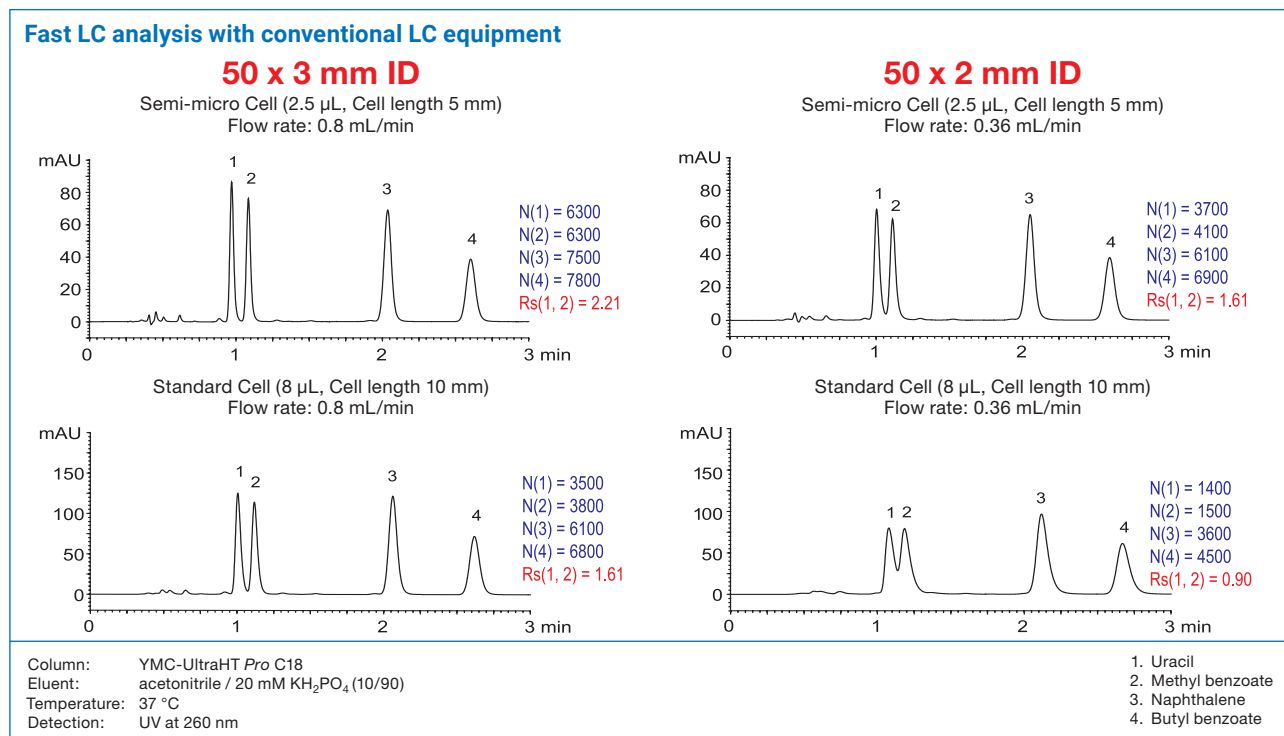 Fast LC analysis with conventional LC equipment
50 x 3 mm ID
Semi-micro Cell (2.5 µL, Cell length 5 mm)
Flow rate: 0.8 mL/min
mAU
80
60
40
20
0
0
1
2
3 min
1
2
3
4
N(1) = 6300
N(2) = 6300
N(3) = 7500
N(4) = 7800
Rs(1, 2) = 2.21
50 x 2 mm ID
Semi-micro Cell (2.5 µL, Cell length 5 mm)
Flow rate: 0.36 mL/min
mAU
80
60
40
20
0
0
1
2
3 min
1
2
3
4
N(1) = 3700
N(2) = 4100
N(3) = 6100
N(4) = 6900
Rs(1, 2) = 1.61
Standard Cell (8 µL, Cell length 10 mm)
Flow rate: 0.8 mL/min
mAU
150
100
50
0
0
1
2
3 min
1
2
3
4
N(1) = 3500
N(2) = 3800
N(3) = 6100
N(4) = 6800
Rs(1, 2) = 1.61
Standard Cell (8 µL, Cell length 10 mm)
Flow rate: 0.36 mL/min
mAU
150
100
50
0
0
1
2
3 min
1
2
3
4
N(1) = 1400
N(2) = 1500
N(3) = 3600
N(4) = 4500
Rs(1, 2) = 0.90
Column: YMC-UltraHT Pro C18
Eluent: acetonitrile / 20 mM KH₂PO₄ (10/90)
Temperature: 37 °C
Detection: UV at 260 nm
1. Uracil
2. Methyl benzoate
3. Naphthalene
4. Butyl benzoate